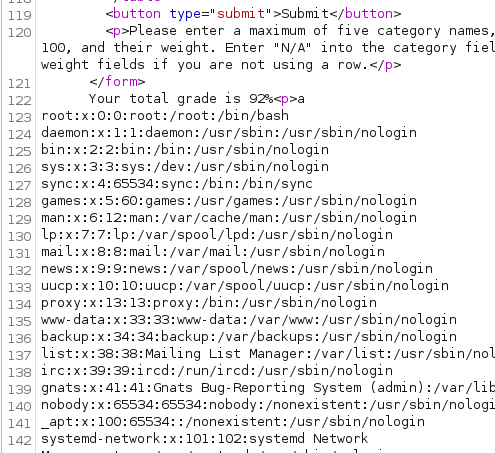 119 <button type="submit">Submit</button>
120 <p>Please enter a maximum of five category names,
100, and their weight. Enter "N/A" into the category fiel
weight fields if you are not using a row.</p>
121 </form>
122 Your total grade is 92%<p>a
123 root:x:0:0:root:/root:/bin/bash
124 daemon:x:1:1:daemon:/usr/sbin:/usr/sbin/nologin
125 bin:x:2:2:bin:/bin:/usr/sbin/nologin
126 sys:x:3:3:sys:/dev:/usr/sbin/nologin
127 sync:x:4:65534:sync:/bin:/bin/sync
128 games:x:5:60:games:/usr/games:/usr/sbin/nologin
129 man:x:6:12:man:/var/cache/man:/usr/sbin/nologin
130 lp:x:7:7:lp:/var/spool/lpd:/usr/sbin/nologin
131 mail:x:8:8:mail:/var/mail:/usr/sbin/nologin
132 news:x:9:9:news:/var/spool/news:/usr/sbin/nologin
133 uucp:x:10:10:uucp:/var/spool/uucp:/usr/sbin/nologin
134 proxy:x:13:13:proxy:/bin:/usr/sbin/nologin
135 www-data:x:33:33:www-data:/var/www:/usr/sbin/nologin
136 backup:x:34:34:backup:/var/backups:/usr/sbin/nologin
137 list:x:38:38:Mailing List Manager:/var/list:/usr/sbin/nol
138 irc:x:39:39:ircd:/run/ircd:/usr/sbin/nologin
139 gnats:x:41:41:Gnats Bug-Reporting System (admin):/var/lib
140 nobody:x:65534:65534:nobody:/nonexistent:/usr/sbin/nologi
141 _apt:x:100:65534::/nonexistent:/usr/sbin/nologin
142 systemd-network:x:101:102:systemd Network